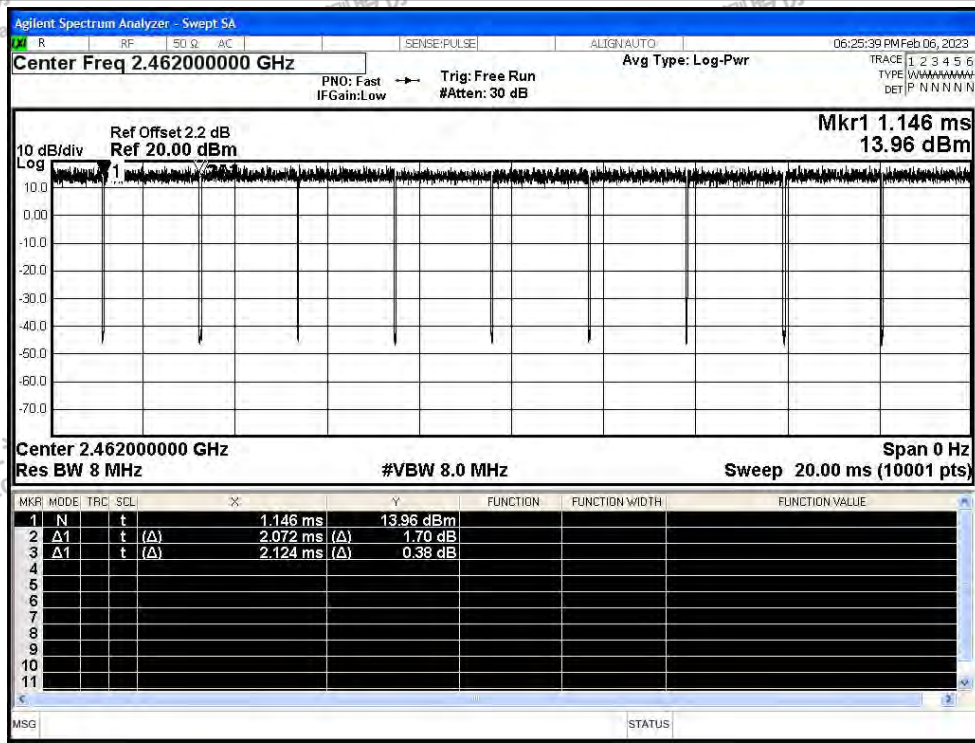 Agilent Spectrum Analyzer - Swept SA
R RF 50 Ω AC SENSE:PULSE ALIGN AUTO 06:25:39 PM Feb 06, 2023
Center Freq 2.462000000 GHz
PNO: Fast
IFGain:Low
Trig: Free Run
#Atten: 30 dB
Avg Type: Log-Pwr
TRACE 1 2 3 4 5 6
TYPE WWWWWWW
DET P N N N N N
Mkr1 1.146 ms
13.96 dBm
Ref Offset 2.2 dB
10 dB/div Ref 20.00 dBm
Log
1
10.0
0.00
-10.0
-20.0
-30.0
-40.0
-50.0
-60.0
-70.0
Center 2.462000000 GHz Span 0 Hz
Res BW 8 MHz #VBW 8.0 MHz Sweep 20.00 ms (10001 pts)
MKR MODE TRC SCL X Y FUNCTION FUNCTION WIDTH FUNCTION VALUE
1 N t 1.146 ms 13.96 dBm
2 Δ1 t (Δ) 2.072 ms (Δ) 1.70 dB
3 Δ1 t (Δ) 2.124 ms (Δ) 0.38 dB
4
5
6
7
8
9
10
11
MSG STATUS